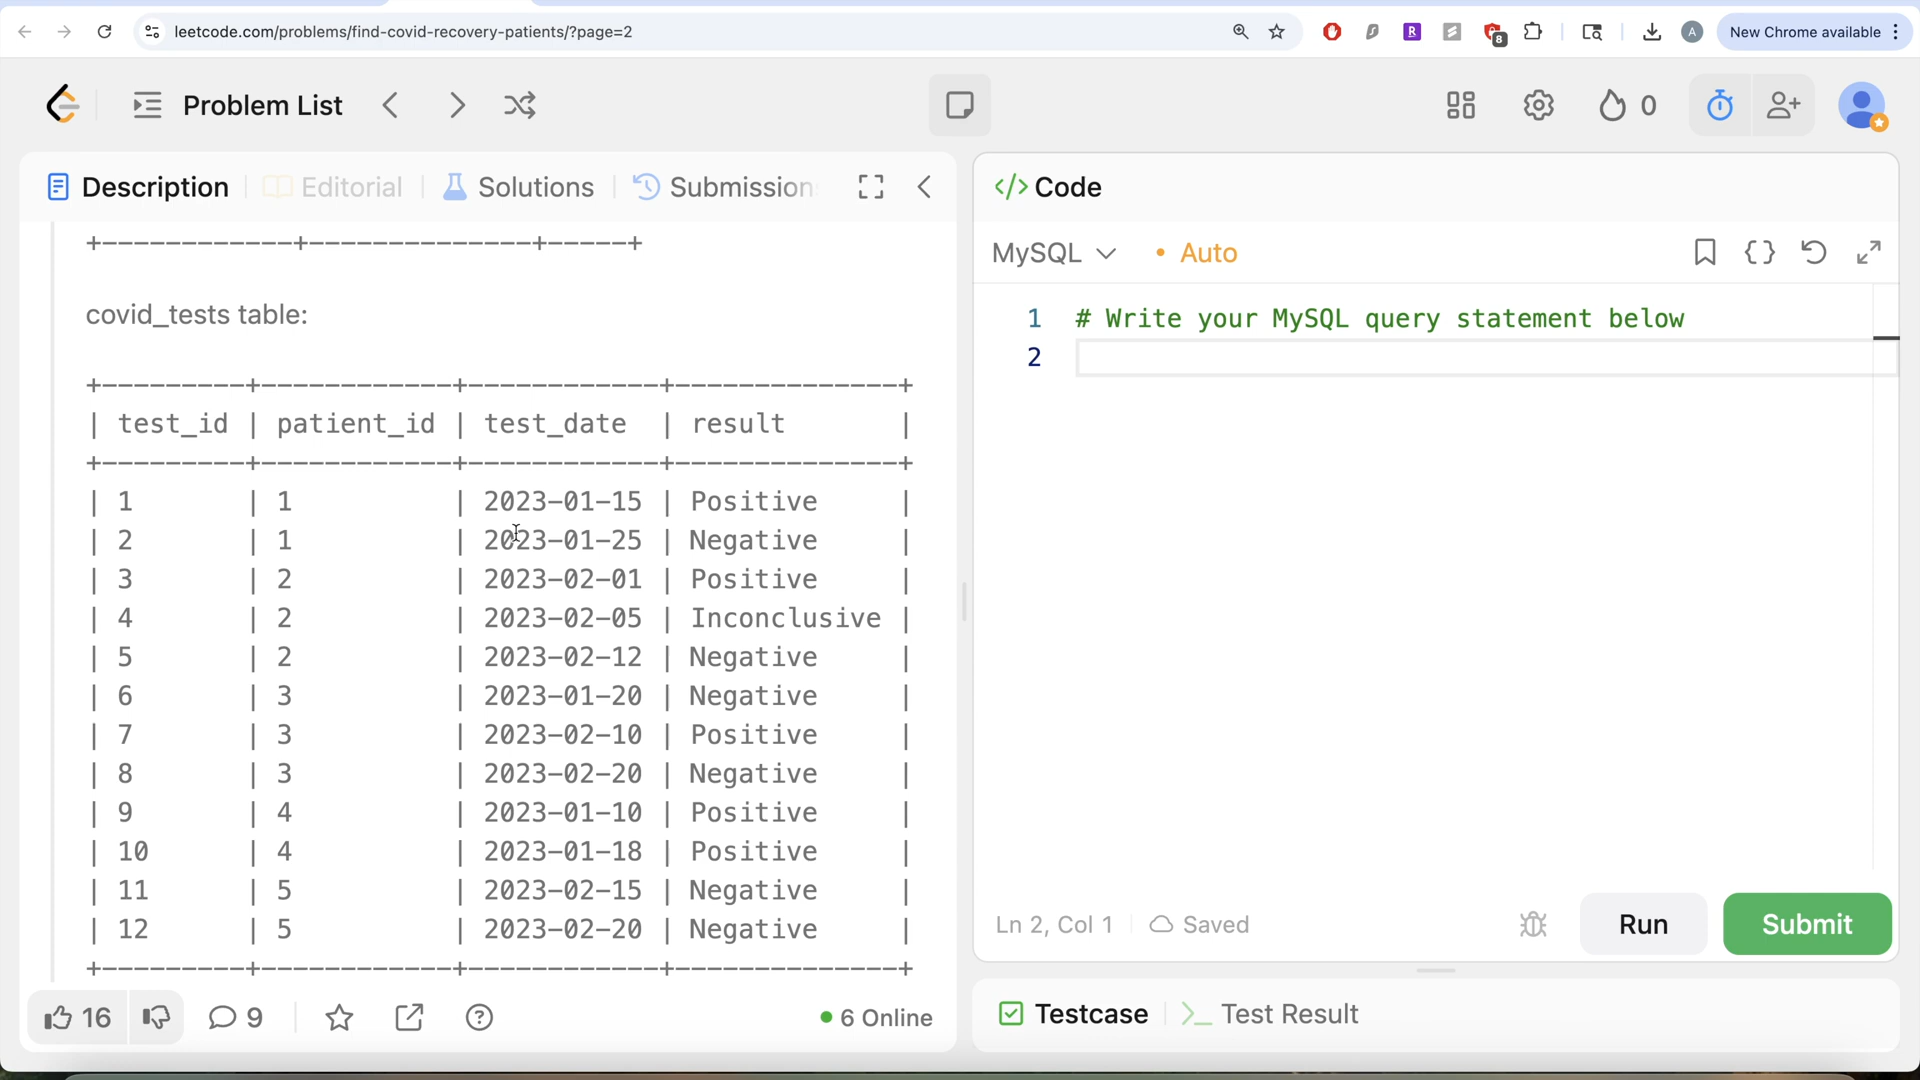 leetcode.com/problems/find-covid-recovery-patients/?page=2
8
A
New Chrome available
Problem List
0
Description
Editorial
Solutions
Submission
</> Code
+------------+--------------+-----+
MySQL
• Auto
covid_tests table:
1 # Write your MySQL query statement below
2
+---------+------------+------------+--------------+
| test_id | patient_id | test_date  | result       |
+---------+------------+------------+--------------+
| 1       | 1          | 2023-01-15 | Positive     |
| 2       | 1          | 2023-01-25 | Negative     |
| 3       | 2          | 2023-02-01 | Positive     |
| 4       | 2          | 2023-02-05 | Inconclusive |
| 5       | 2          | 2023-02-12 | Negative     |
| 6       | 3          | 2023-01-20 | Negative     |
| 7       | 3          | 2023-02-10 | Positive     |
| 8       | 3          | 2023-02-20 | Negative     |
| 9       | 4          | 2023-01-10 | Positive     |
| 10      | 4          | 2023-01-18 | Positive     |
| 11      | 5          | 2023-02-15 | Negative     |
| 12      | 5          | 2023-02-20 | Negative     |
+---------+------------+------------+--------------+
Ln 2, Col 1
Saved
Run
Submit
16
9
6 Online
Testcase
Test Result